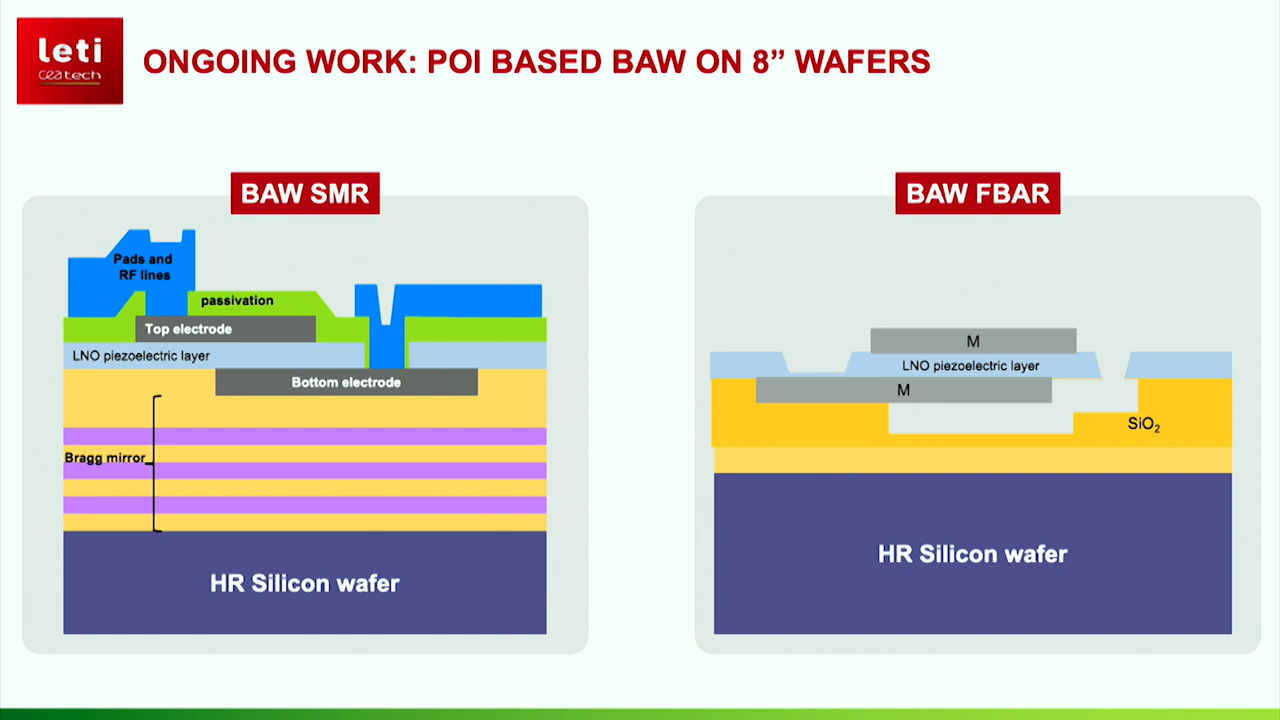 leti
ceatech
ONGOING WORK: POI BASED BAW ON 8” WAFERS
BAW SMR
Pads and
RF lines
passivation
Top electrode
LNO piezoelectric layer
Bottom electrode
Bragg mirror
HR Silicon wafer
BAW FBAR
M
LNO piezoelectric layer
M
SiO₂
HR Silicon wafer